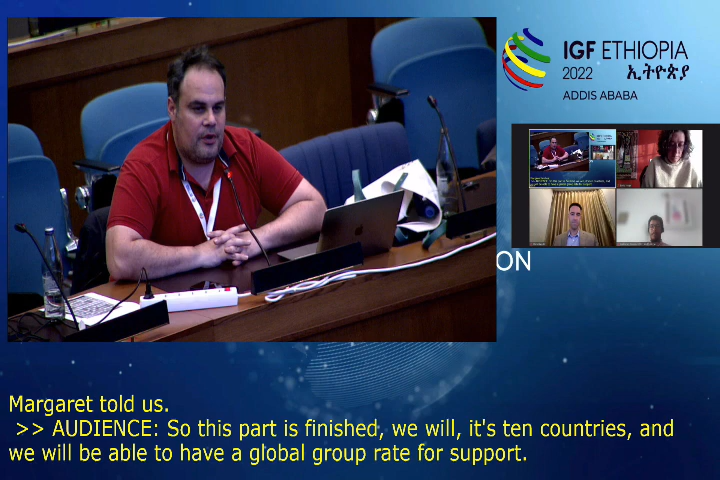 IGF ETHIOPIA
2022 ኢትዮጵያ
ADDIS ABABA
ON
Margaret told us.
>> AUDIENCE: So this part is finished, we will, it's ten countries, and
we will be able to have a global group rate for support.